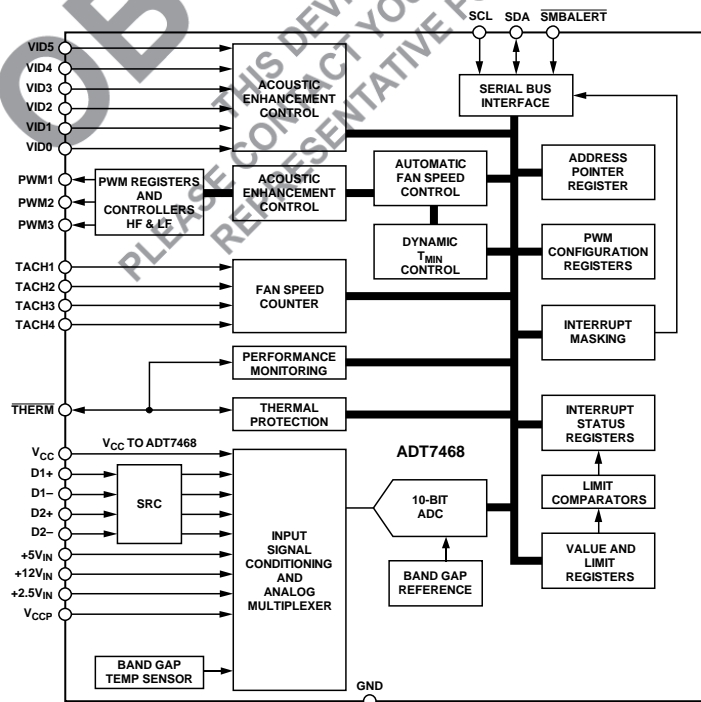 OB
THIS DEVI
PLEASE CONTACT YO
REPRESENTATIVE FO
SCL SDA SMBALERT
VID5
VID4
VID3
VID2
VID1
VID0
ACOUSTIC
ENHANCEMENT
CONTROL
SERIAL BUS
INTERFACE
PWM1
PWM2
PWM3
PWM REGISTERS
AND
CONTROLLERS
HF & LF
ACOUSTIC
ENHANCEMENT
CONTROL
AUTOMATIC
FAN SPEED
CONTROL
ADDRESS
POINTER
REGISTER
DYNAMIC
TMIN
CONTROL
PWM
CONFIGURATION
REGISTERS
TACH1
TACH2
TACH3
TACH4
FAN SPEED
COUNTER
INTERRUPT
MASKING
PERFORMANCE
MONITORING
THERM
THERMAL
PROTECTION
INTERRUPT
STATUS
REGISTERS
VCC
VCC TO ADT7468
ADT7468
D1+
D1–
D2+
D2–
SRC
INPUT
SIGNAL
CONDITIONING
AND
ANALOG
MULTIPLEXER
10-BIT
ADC
LIMIT
COMPARATORS
+5VIN
+12VIN
+2.5VIN
VCCP
BAND GAP
REFERENCE
VALUE AND
LIMIT
REGISTERS
BAND GAP
TEMP SENSOR
GND